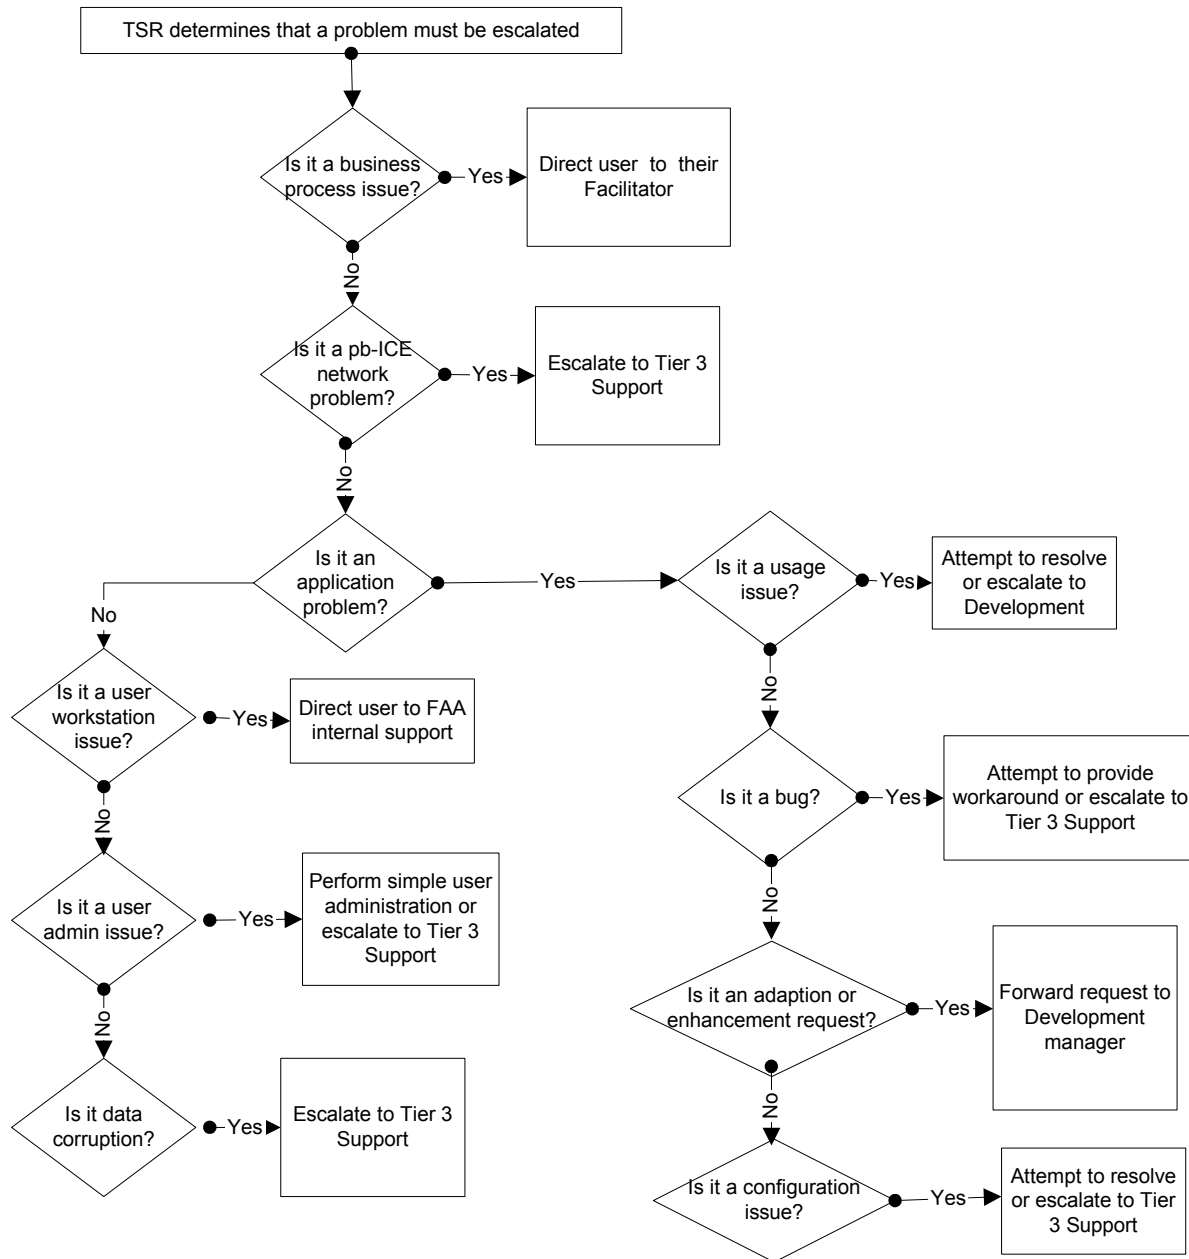 TSR determines that a problem must be escalated
Is it a business
process issue?
Yes
Direct user to their
Facilitator
No
Is it a pb-ICE
network
problem?
Yes
Escalate to Tier 3
Support
No
Is it an
application
problem?
Yes
Is it a usage
issue?
Yes
Attempt to resolve
or escalate to
Development
No
Is it a user
workstation
issue?
Yes
Direct user to FAA
internal support
No
Is it a bug?
Yes
Attempt to provide
workaround or escalate to
Tier 3 Support
No
Is it a user
admin issue?
Yes
Perform simple user
administration or
escalate to Tier 3
Support
No
Is it an adaption or
enhancement request?
Yes
Forward request to
Development
manager
No
Is it data
corruption?
Yes
Escalate to Tier 3
Support
No
Is it a configuration
issue?
Yes
Attempt to resolve
or escalate to Tier
3 Support